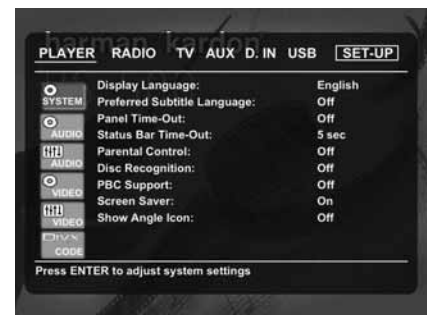 harman kardon
PLAYER RADIO TV AUX D. IN USB SET-UP
SYSTEM
AUDIO
AUDIO
VIDEO
VIDEO
DivX
CODE
Display Language: English
Preferred Subtitle Language: Off
Panel Time-Out: Off
Status Bar Time-Out: 5 sec
Parental Control: Off
Disc Recognition: Off
PBC Support: Off
Screen Saver: On
Show Angle Icon: Off
Press ENTER to adjust system settings